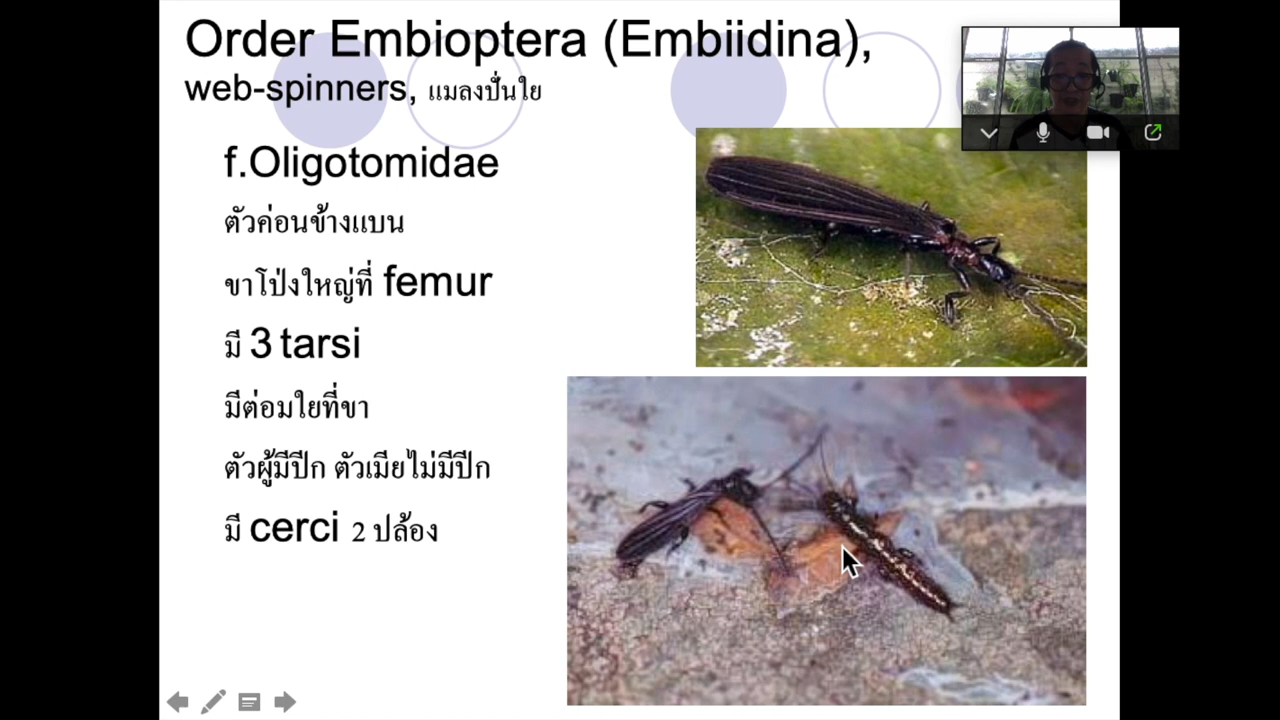 Order Embioptera (Embiidina),
web-spinners, แมลงปั่นใย
f.Oligotomidae
ตัวค่อนข้างแบน
ขาโป่งใหญ่ที่ femur
มี 3 tarsi
มีต่อมใยที่ขา
ตัวผู้มีปีก ตัวเมียไม่มีปีก
มี cerci 2 ปล้อง